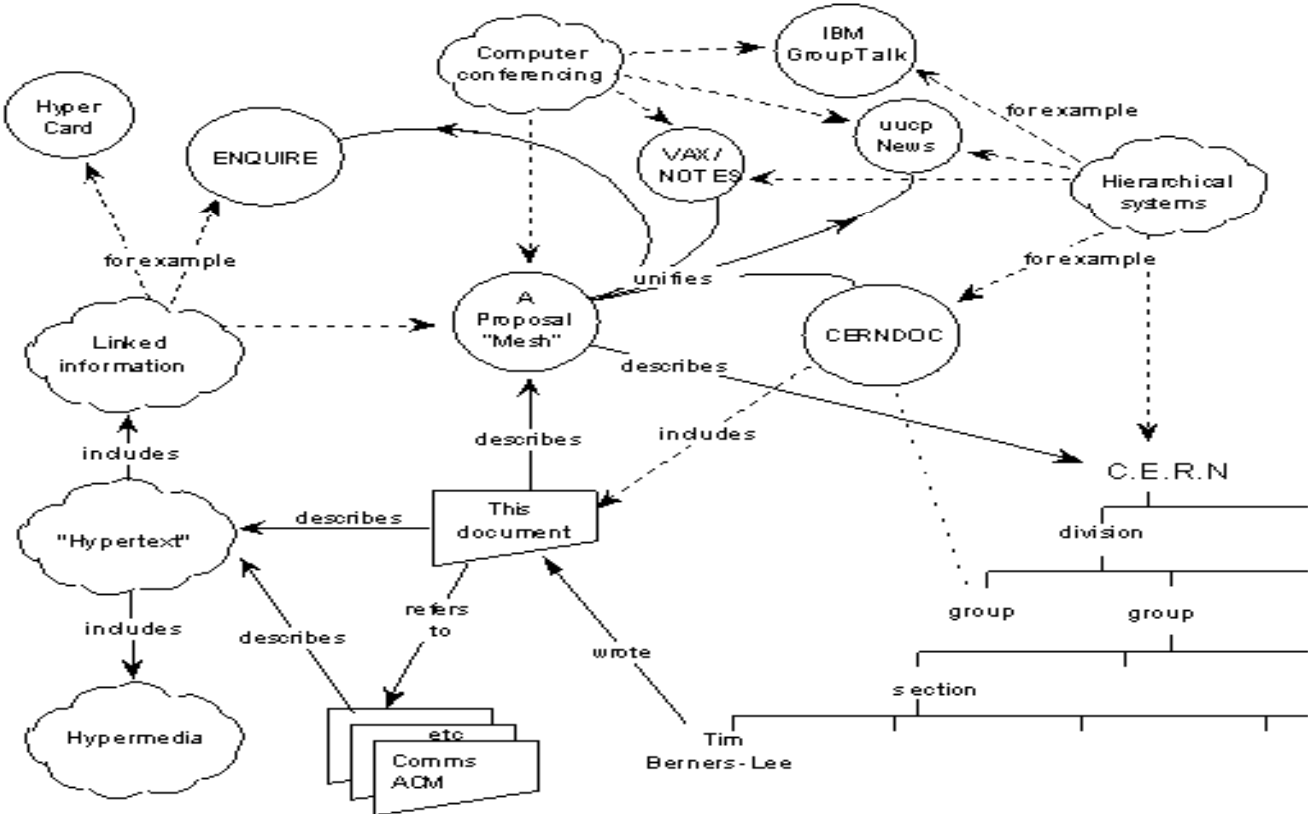 IBM
GroupTalk
Computer
conferencing
Hyper
Card
for example
uucp
News
ENQUIRE
VAX/
NOTES
Hierarchical
systems
for example
for example
unifies
A
Proposal
"Mesh"
CERNDOC
Linked
information
describes
describes
includes
includes
C.E.R.N
This
document
describes
"Hypertext"
division
refers
to
group
group
includes
describes
wrote
section
Hypermedia
etc
Tim
Berners-Lee
Comms
ACM